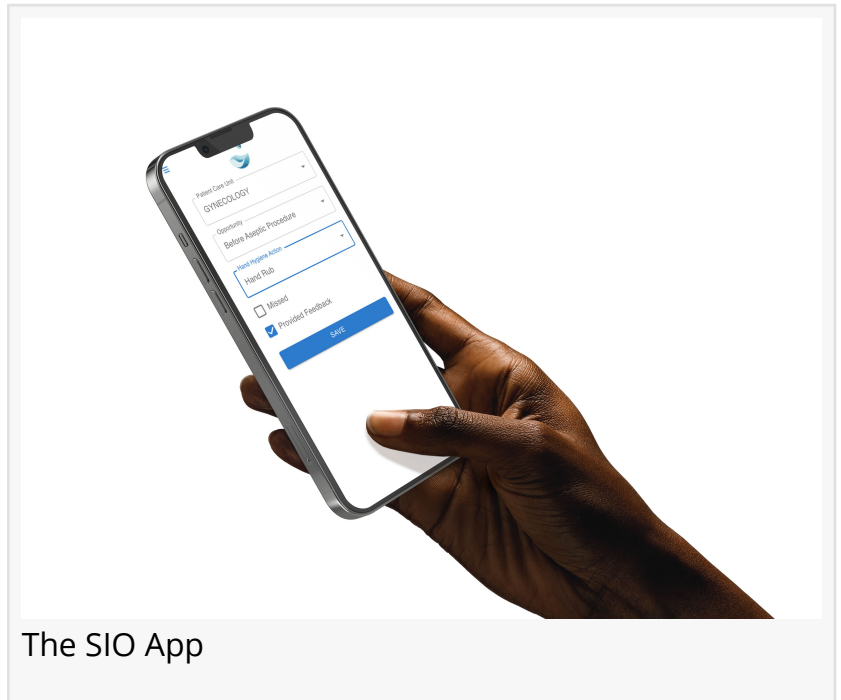 Patient Care Unit
GYNECOLOGY
Opportunity
Before Aseptic Procedure
Hand Hygiene Action
Hand Rub
Missed
Provided Feedback
SAVE
The SIO App